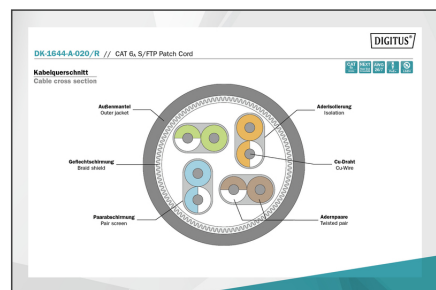 DIGITUS®
DK-1644-A-020/R // CAT 6A S/FTP Patch Cord
Kabelquerschnitt
Cable cross section
Außenmantel
Outer jacket
Aderisolierung
Isolation
Geflechtschirmung
Braid shield
Cu-Draht
Cu-Wire
Paarabschirmung
Pair screen
Adernpaare
Twisted pair